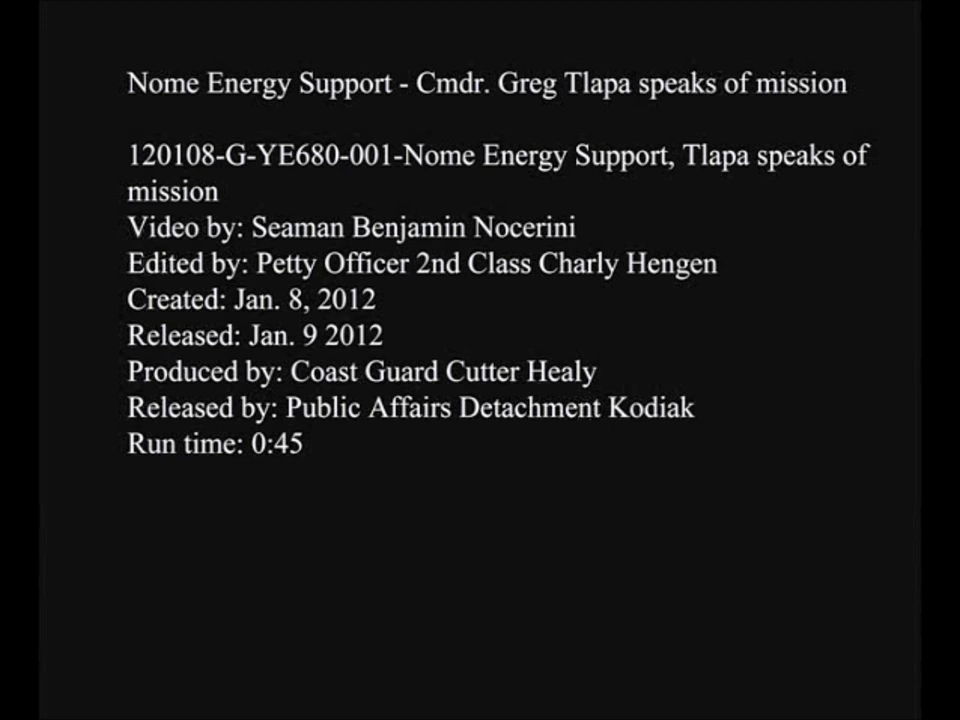 Nome Energy Support - Cmdr. Greg Tlapa speaks of mission
120108-G-YE680-001-Nome Energy Support, Tlapa speaks of
mission
Video by: Seaman Benjamin Nocerini
Edited by: Petty Officer 2nd Class Charly Hengen
Created: Jan. 8, 2012
Released: Jan. 9 2012
Produced by: Coast Guard Cutter Healy
Released by: Public Affairs Detachment Kodiak
Run time: 0:45